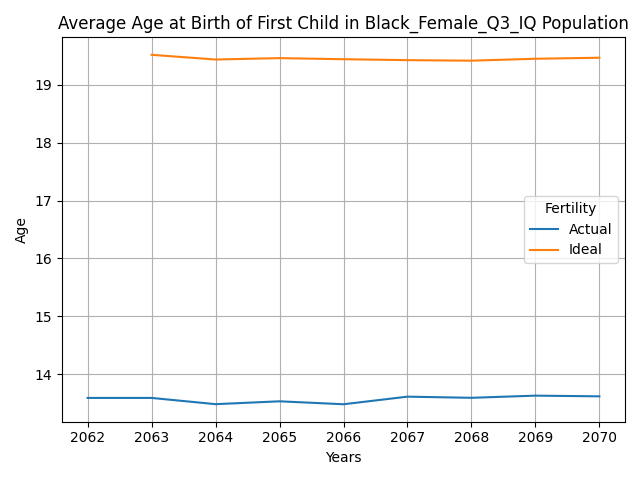 Average Age at Birth of First Child in Black_Female_Q3_IQ Population
Age
19
18
17
16
15
14
Fertility
Actual
Ideal
2062 2063 2064 2065 2066 2067 2068 2069 2070
Years